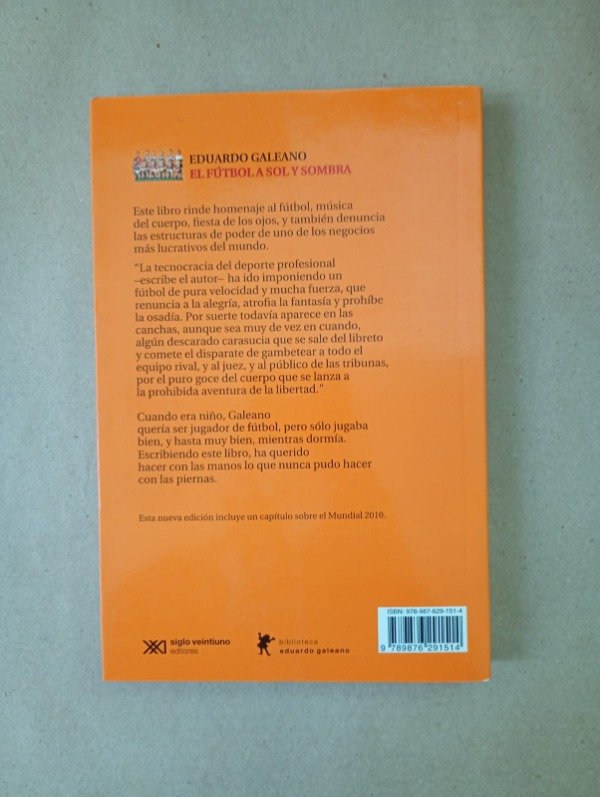 EDUARDO GALEANO
EL FÚTBOL A SOL Y SOMBRA
Este libro rinde homenaje al fútbol, música
del cuerpo, fiesta de los ojos, y también denuncia
las estructuras de poder de uno de los negocios
más lucrativos del mundo.
“La tecnocracia del deporte profesional
–escribe el autor– ha ido imponiendo un
fútbol de pura velocidad y mucha fuerza, que
renuncia a la alegría, atrofia la fantasía y prohíbe
la osadía. Por suerte todavía aparece en las
canchas, aunque sea muy de vez en cuando,
algún descarado carasucia que se sale del libreto
y comete el disparate de gambetear a todo el
equipo rival, y al juez, y al público de las tribunas,
por el puro goce del cuerpo que se lanza a
la prohibida aventura de la libertad.”
Cuando era niño, Galeano
quería ser jugador de fútbol, pero sólo jugaba
bien, y hasta muy bien, mientras dormía.
Escribiendo este libro, ha querido
hacer con las manos lo que nunca pudo hacer
con las piernas.
Esta nueva edición incluye un capítulo sobre el Mundial 2010.
siglo veintiuno
editores
biblioteca
eduardo galeano
ISBN: 978-987-629-151-4
9 789876 291514